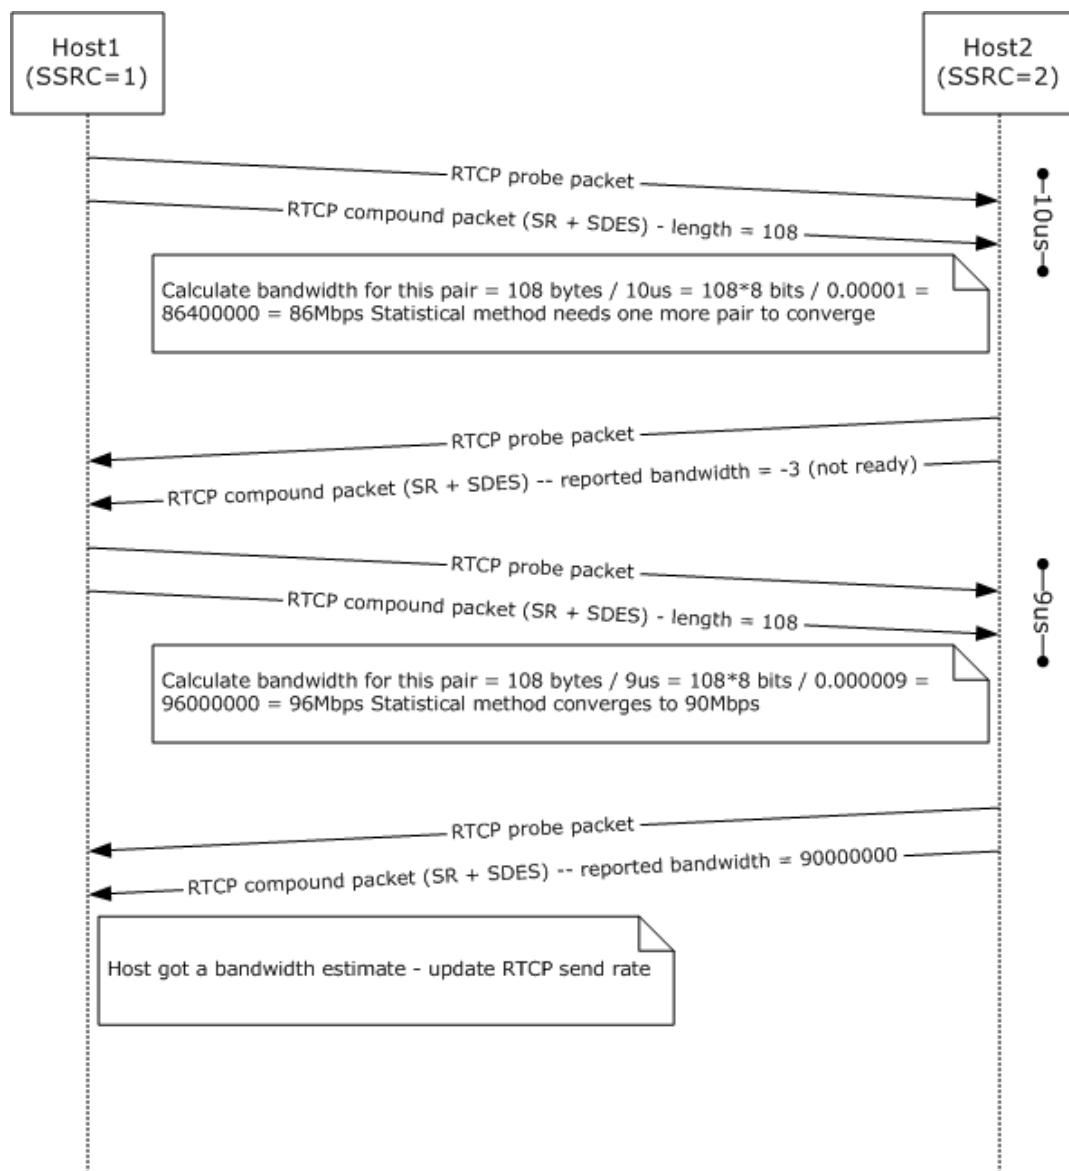 Host1
(SSRC=1)
Host2
(SSRC=2)
RTCP probe packet
RTCP compound packet (SR + SDES) - length = 108
10us
Calculate bandwidth for this pair = 108 bytes / 10us = 108*8 bits / 0.00001 =
86400000 = 86Mbps Statistical method needs one more pair to converge
RTCP probe packet
RTCP compound packet (SR + SDES) -- reported bandwidth = -3 (not ready)
RTCP probe packet
RTCP compound packet (SR + SDES) - length = 108
9us
Calculate bandwidth for this pair = 108 bytes / 9us = 108*8 bits / 0.000009 =
96000000 = 96Mbps Statistical method converges to 90Mbps
RTCP probe packet
RTCP compound packet (SR + SDES) -- reported bandwidth = 90000000
Host got a bandwidth estimate - update RTCP send rate